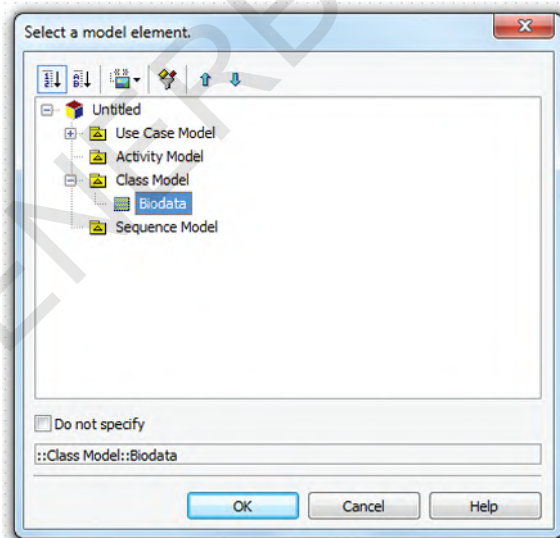 Select a model element.
Untitled
Use Case Model
Activity Model
Class Model
Biodata
Sequence Model
Do not specify
::Class Model::Biodata
OK Cancel Help